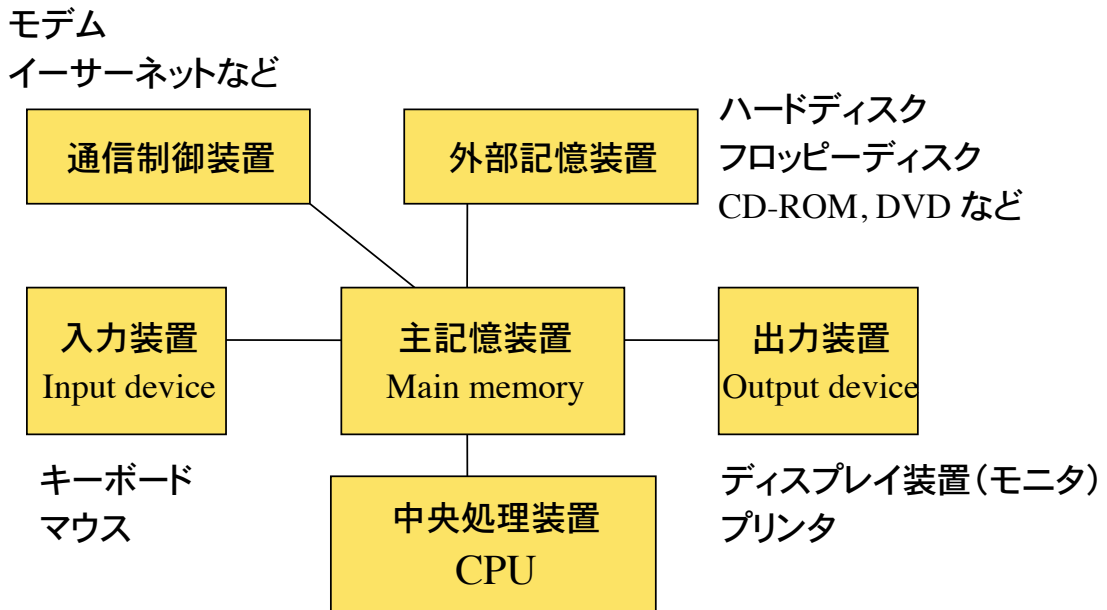 モデム
イーサーネットなど
通信制御装置
外部記憶装置
ハードディスク
フロッピーディスク
CD-ROM, DVD など
入力装置
Input device
主記憶装置
Main memory
出力装置
Output device
キーボード
マウス
中央処理装置
CPU
ディスプレイ装置(モニタ)
プリンタ